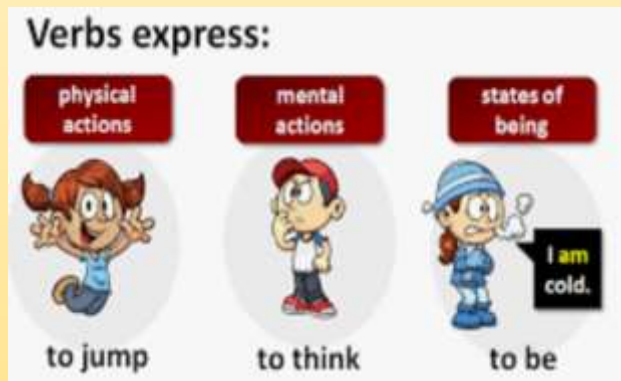 Verbs express:
physical
actions
mental
actions
states of
being
I am
cold.
to jump
to think
to be